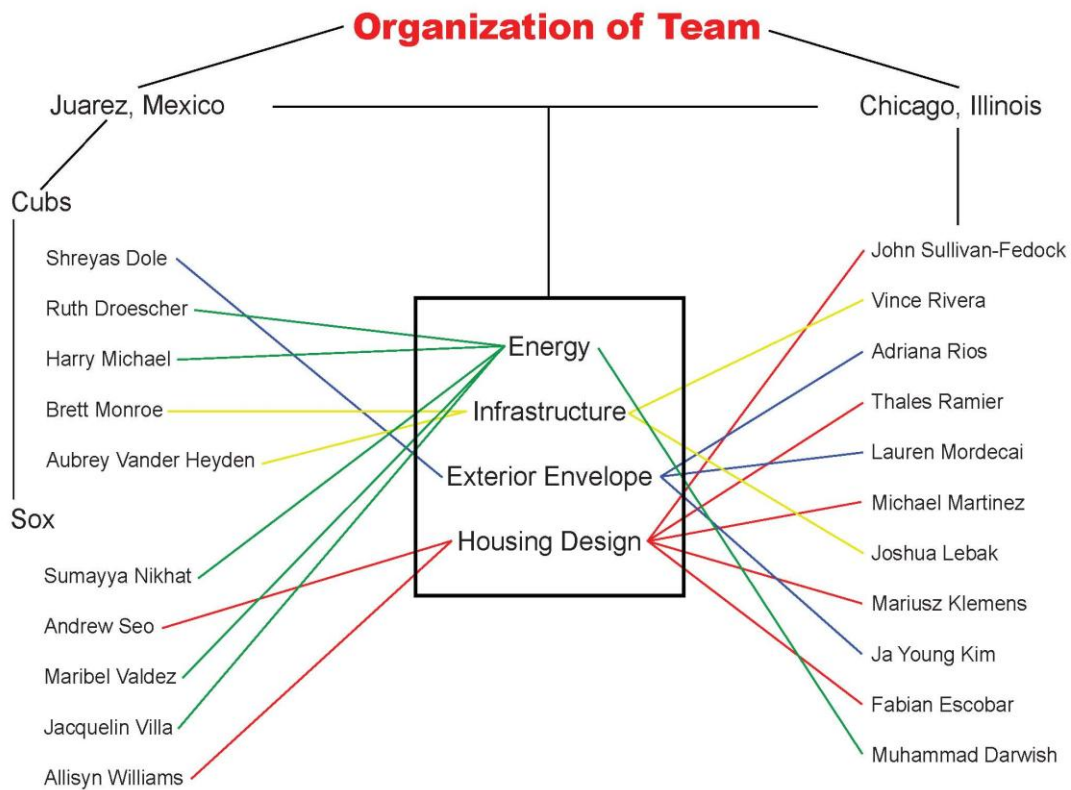 Organization of Team
Juarez, Mexico
Chicago, Illinois
Cubs
Shreyas Dole
Ruth Droescher
Harry Michael
Brett Monroe
Aubrey Vander Heyden
Sox
Sumayya Nikhat
Andrew Seo
Maribel Valdez
Jacquelin Villa
Allisyn Williams
Energy
Infrastructure
Exterior Envelope
Housing Design
John Sullivan-Fedock
Vince Rivera
Adriana Rios
Thales Ramier
Lauren Mordecai
Michael Martinez
Joshua Lebak
Mariusz Klemens
Ja Young Kim
Fabian Escobar
Muhammad Darwish